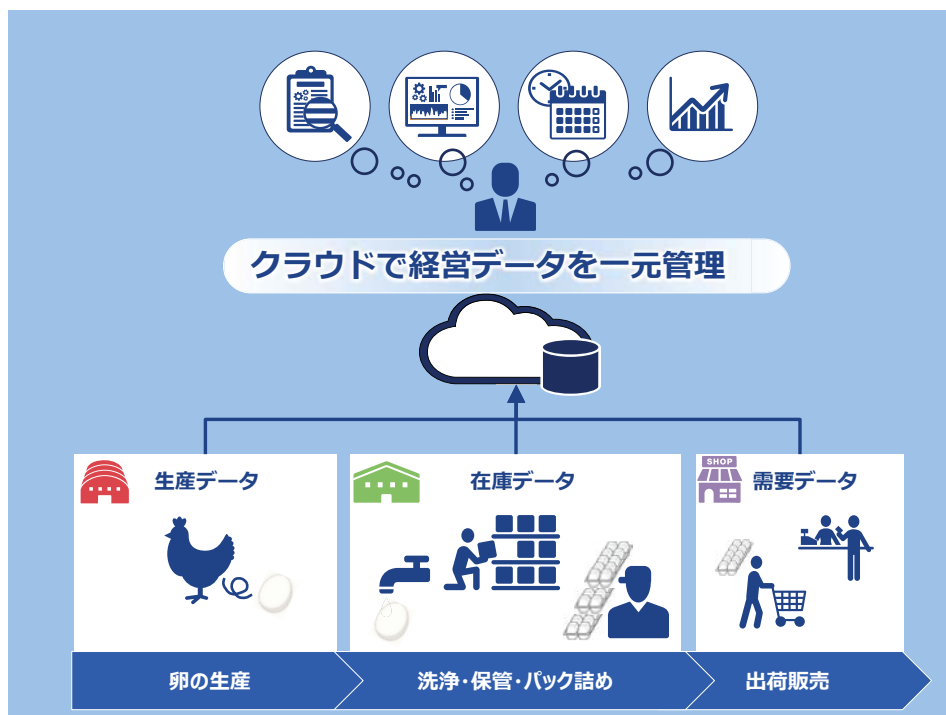 クラウドで経営データを一元管理
生産データ
在庫データ
SHOP
需要データ
卵の生産
洗浄・保管・パック詰め
出荷販売